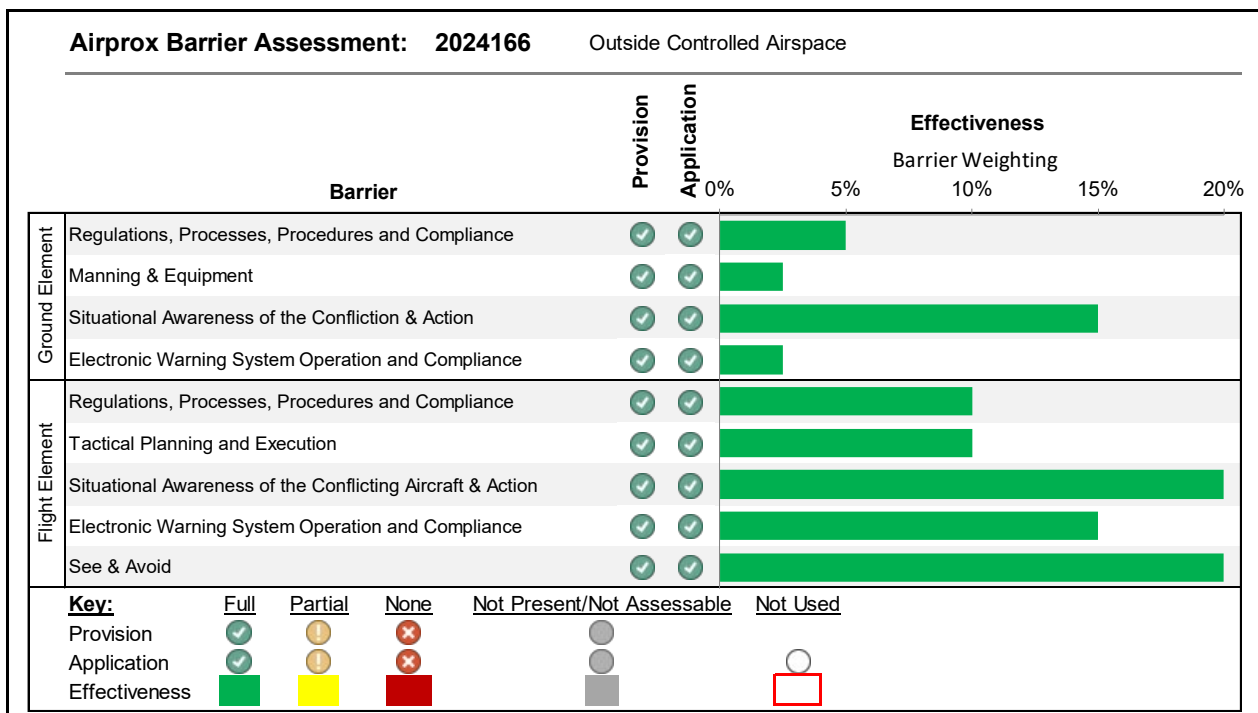 Airprox Barrier Assessment: 2024166 Outside Controlled Airspace
Barrier Provision Application Effectiveness
Barrier Weighting
0% 5% 10% 15% 20%
Ground Element
Regulations, Processes, Procedures and Compliance
Manning & Equipment
Situational Awareness of the Confliction & Action
Electronic Warning System Operation and Compliance
Flight Element
Regulations, Processes, Procedures and Compliance
Tactical Planning and Execution
Situational Awareness of the Conflicting Aircraft & Action
Electronic Warning System Operation and Compliance
See & Avoid
Key: Full Partial None Not Present/Not Assessable Not Used
Provision
Application
Effectiveness